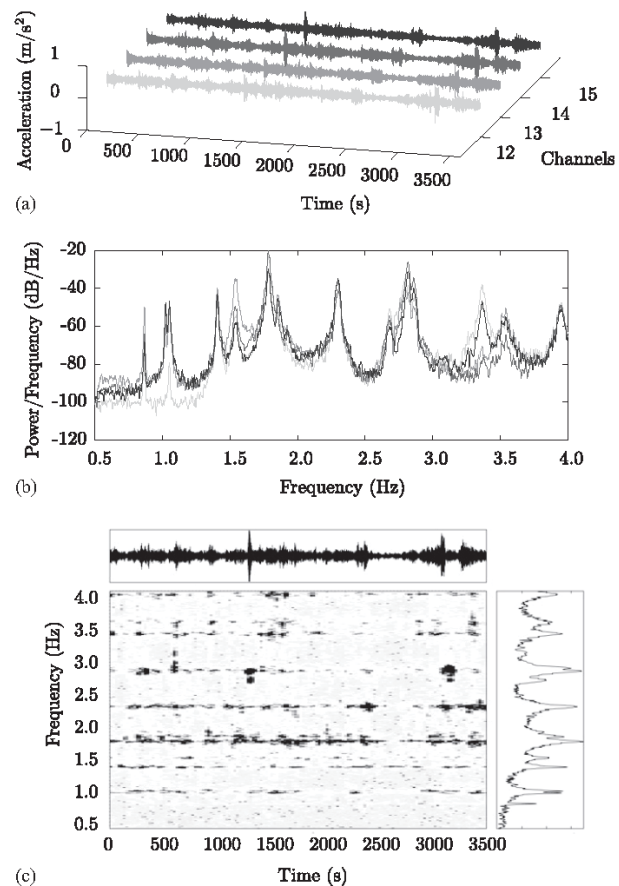 Acceleration (m/s²)
1
0
−1
0
500
1000
1500
2000
2500
3000
3500
Time (s)
12
13
14
15
Channels
(a)
Power/Frequency (dB/Hz)
-20
-40
-60
-80
-100
-120
0.5 1.0 1.5 2.0 2.5 3.0 3.5 4.0
Frequency (Hz)
(b)
Frequency (Hz)
4.0
3.5
3.0
2.5
2.0
1.5
1.0
0.5
0 500 1000 1500 2000 2500 3000 3500
Time (s)
(c)